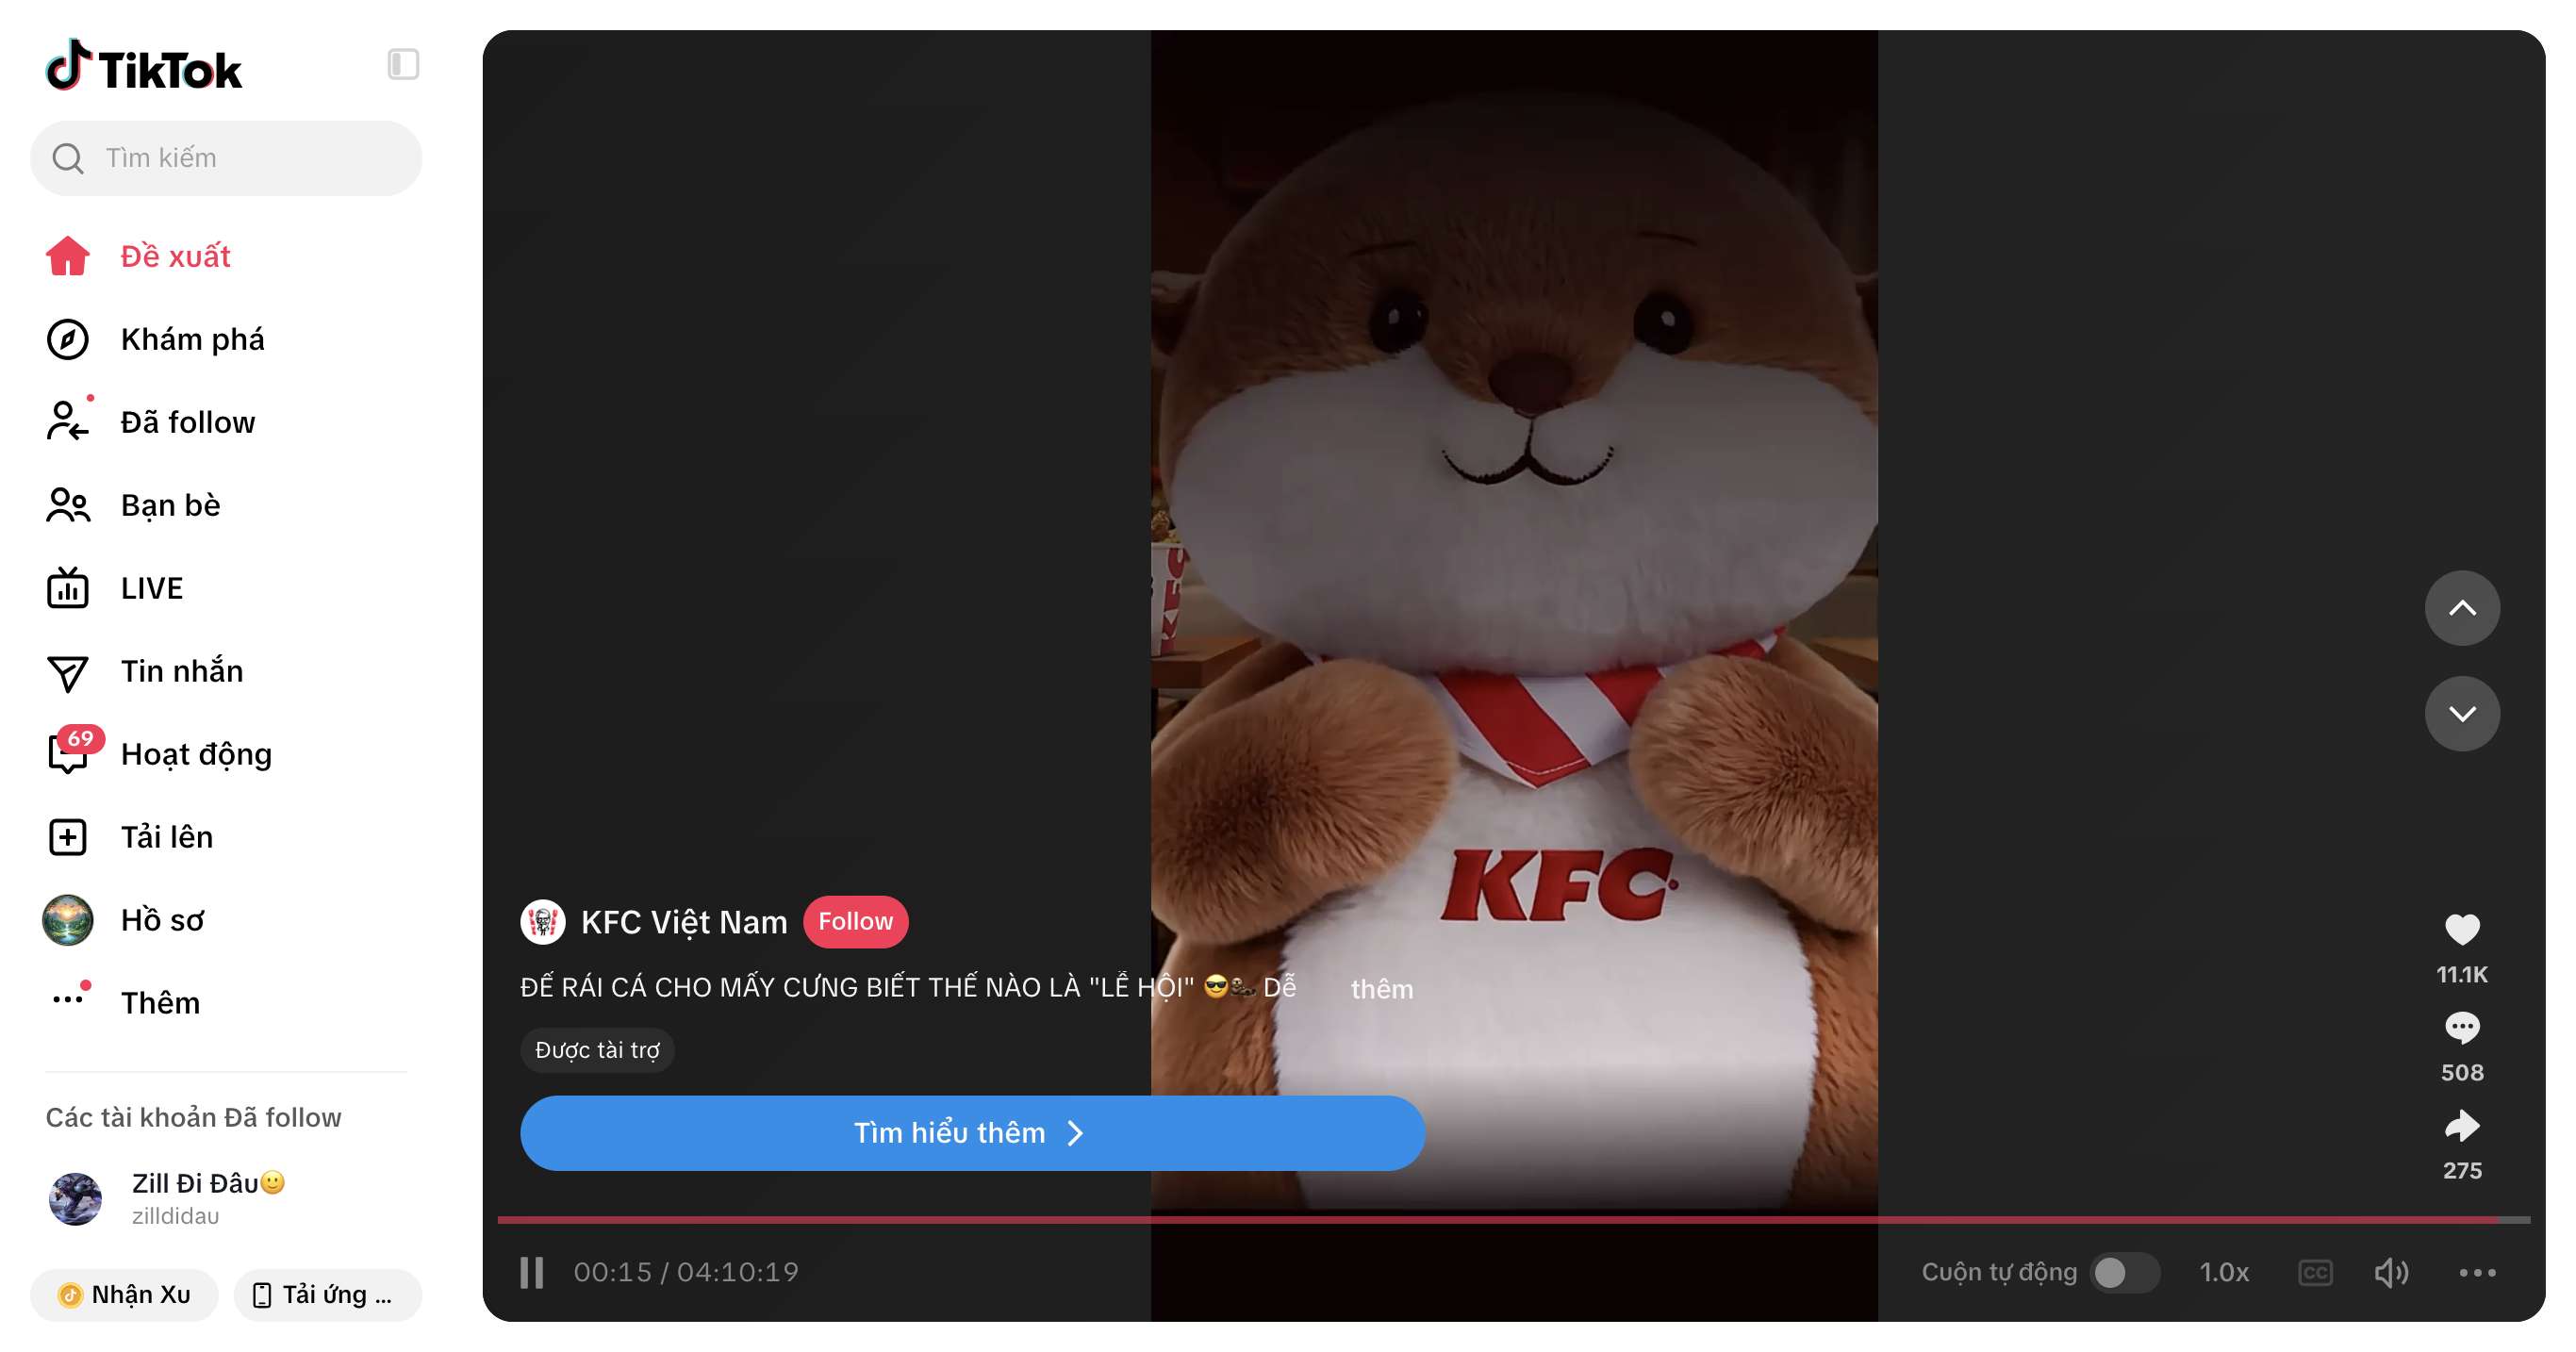 TikTok
Tìm kiếm
Đề xuất
Khám phá
Đã follow
Bạn bè
LIVE
Tin nhắn
69
Hoạt động
Tải lên
Hồ sơ
Thêm
Các tài khoản Đã follow
Zill Đi Đâu🙂
zilldidau
Nhận Xu
Tải ứng ...
KFC
KFC
KFC Việt Nam
Follow
ĐỂ RÁI CÁ CHO MẤY CƯNG BIẾT THẾ NÀO LÀ "LỄ HỘI" 😎🦦 Dễ thêm
Được tài trợ
Tìm hiểu thêm
11.1K
508
275
00:15 / 04:10:19
Cuộn tự động
1.0x
CC